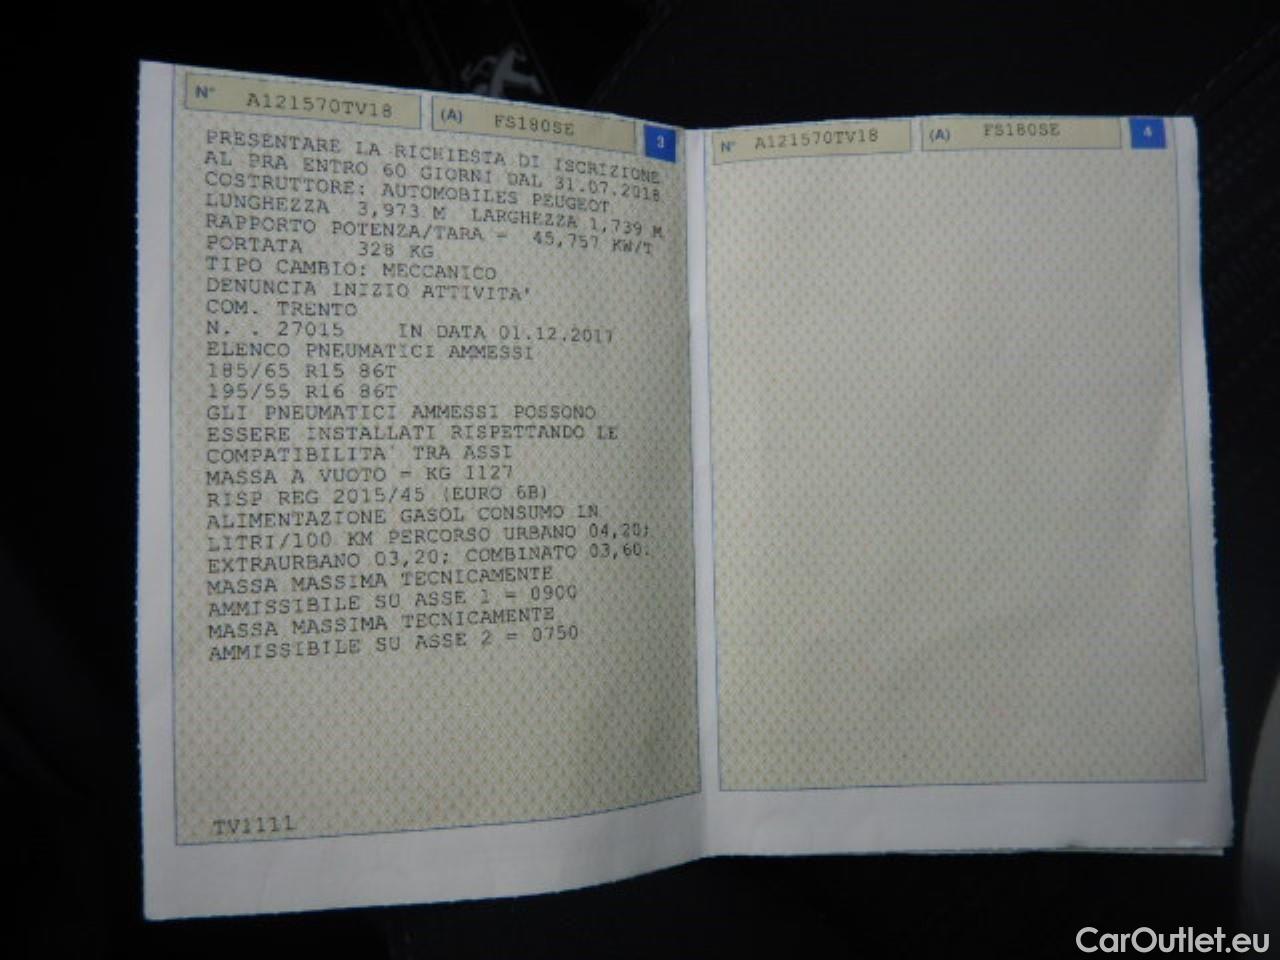 N° A121570TV18 (A) FS180SE 3
PRESENTARE LA RICHIESTA DI ISCRIZIONE
AL PRA ENTRO 60 GIORNI DAL 31.07.2018
COSTRUTTORE: AUTOMOBILES PEUGEOT
LUNGHEZZA 3,973 M LARGHEZZA 1,739 M
RAPPORTO POTENZA/TARA = 45,757 KW/T
PORTATA 328 KG
TIPO CAMBIO: MECCANICO
DENUNCIA INIZIO ATTIVITA'
COM. TRENTO
N. . 27015 IN DATA 01.12.2017
ELENCO PNEUMATICI AMMESSI
185/65 R15 86T
195/55 R16 86T
GLI PNEUMATICI AMMESSI POSSONO
ESSERE INSTALLATI RISPETTANDO LE
COMPATIBILITA' TRA ASSI
MASSA A VUOTO = KG 1127
RISP REG 2015/45 (EURO 6B)
ALIMENTAZIONE GASOL CONSUMO IN
LITRI/100 KM PERCORSO URBANO 04,20;
EXTRAURBANO 03,20; COMBINATO 03,60.
MASSA MASSIMA TECNICAMENTE
AMMISSIBILE SU ASSE 1 = 0900
MASSA MASSIMA TECNICAMENTE
AMMISSIBILE SU ASSE 2 = 0750
TV1111
N° A121570TV18 (A) FS180SE 4
CarOutlet.eu